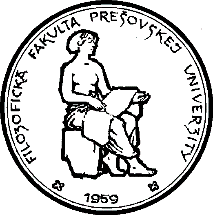 FILOZOFICKÁ FAKULTA PREŠOVSKEJ UNIVERZITY
1959